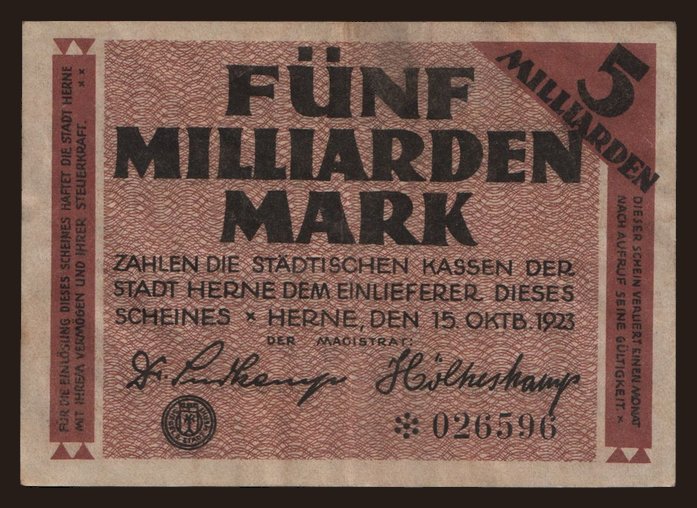 FÜNF
MILLIARDEN
MARK
5
MILLIARDEN
ZAHLEN DIE STÄDTISCHEN KASSEN DER
STADT HERNE DEM EINLIEFERER DIESES
SCHEINES × HERNE, DEN 15. OKTB. 1923
DER MAGISTRAT:
Hölkeskamp
✻ 026596
FÜR DIE EINLÖSUNG DIESES SCHEINES HAFTET DIE STADT HERNE
MIT IHREM VERMÖGEN UND IHRER STEUERKRAFT. × ×
DIESER SCHEIN VERLIERT EINEN MONAT
NACH AUFRUF SEINE GÜLTIGKEIT. ×